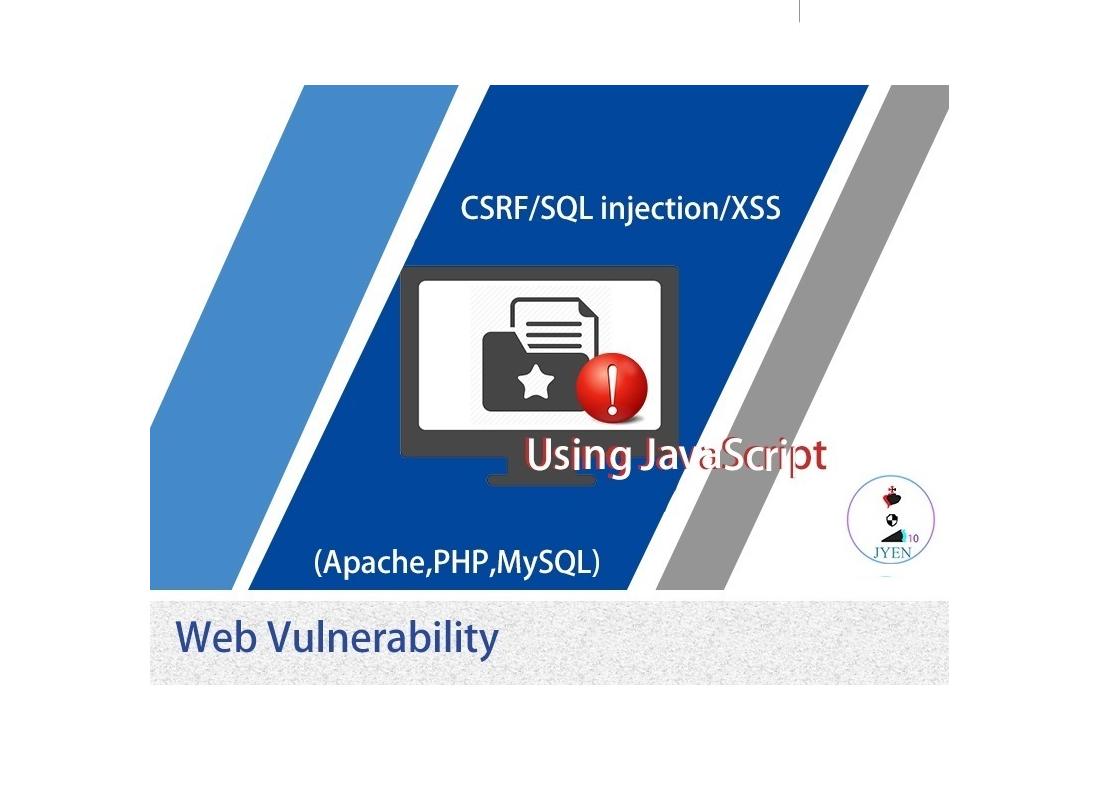 CSRF/SQL injection/XSS
Using JavaScript
10
JYEN
(Apache,PHP,MySQL)
Web Vulnerability